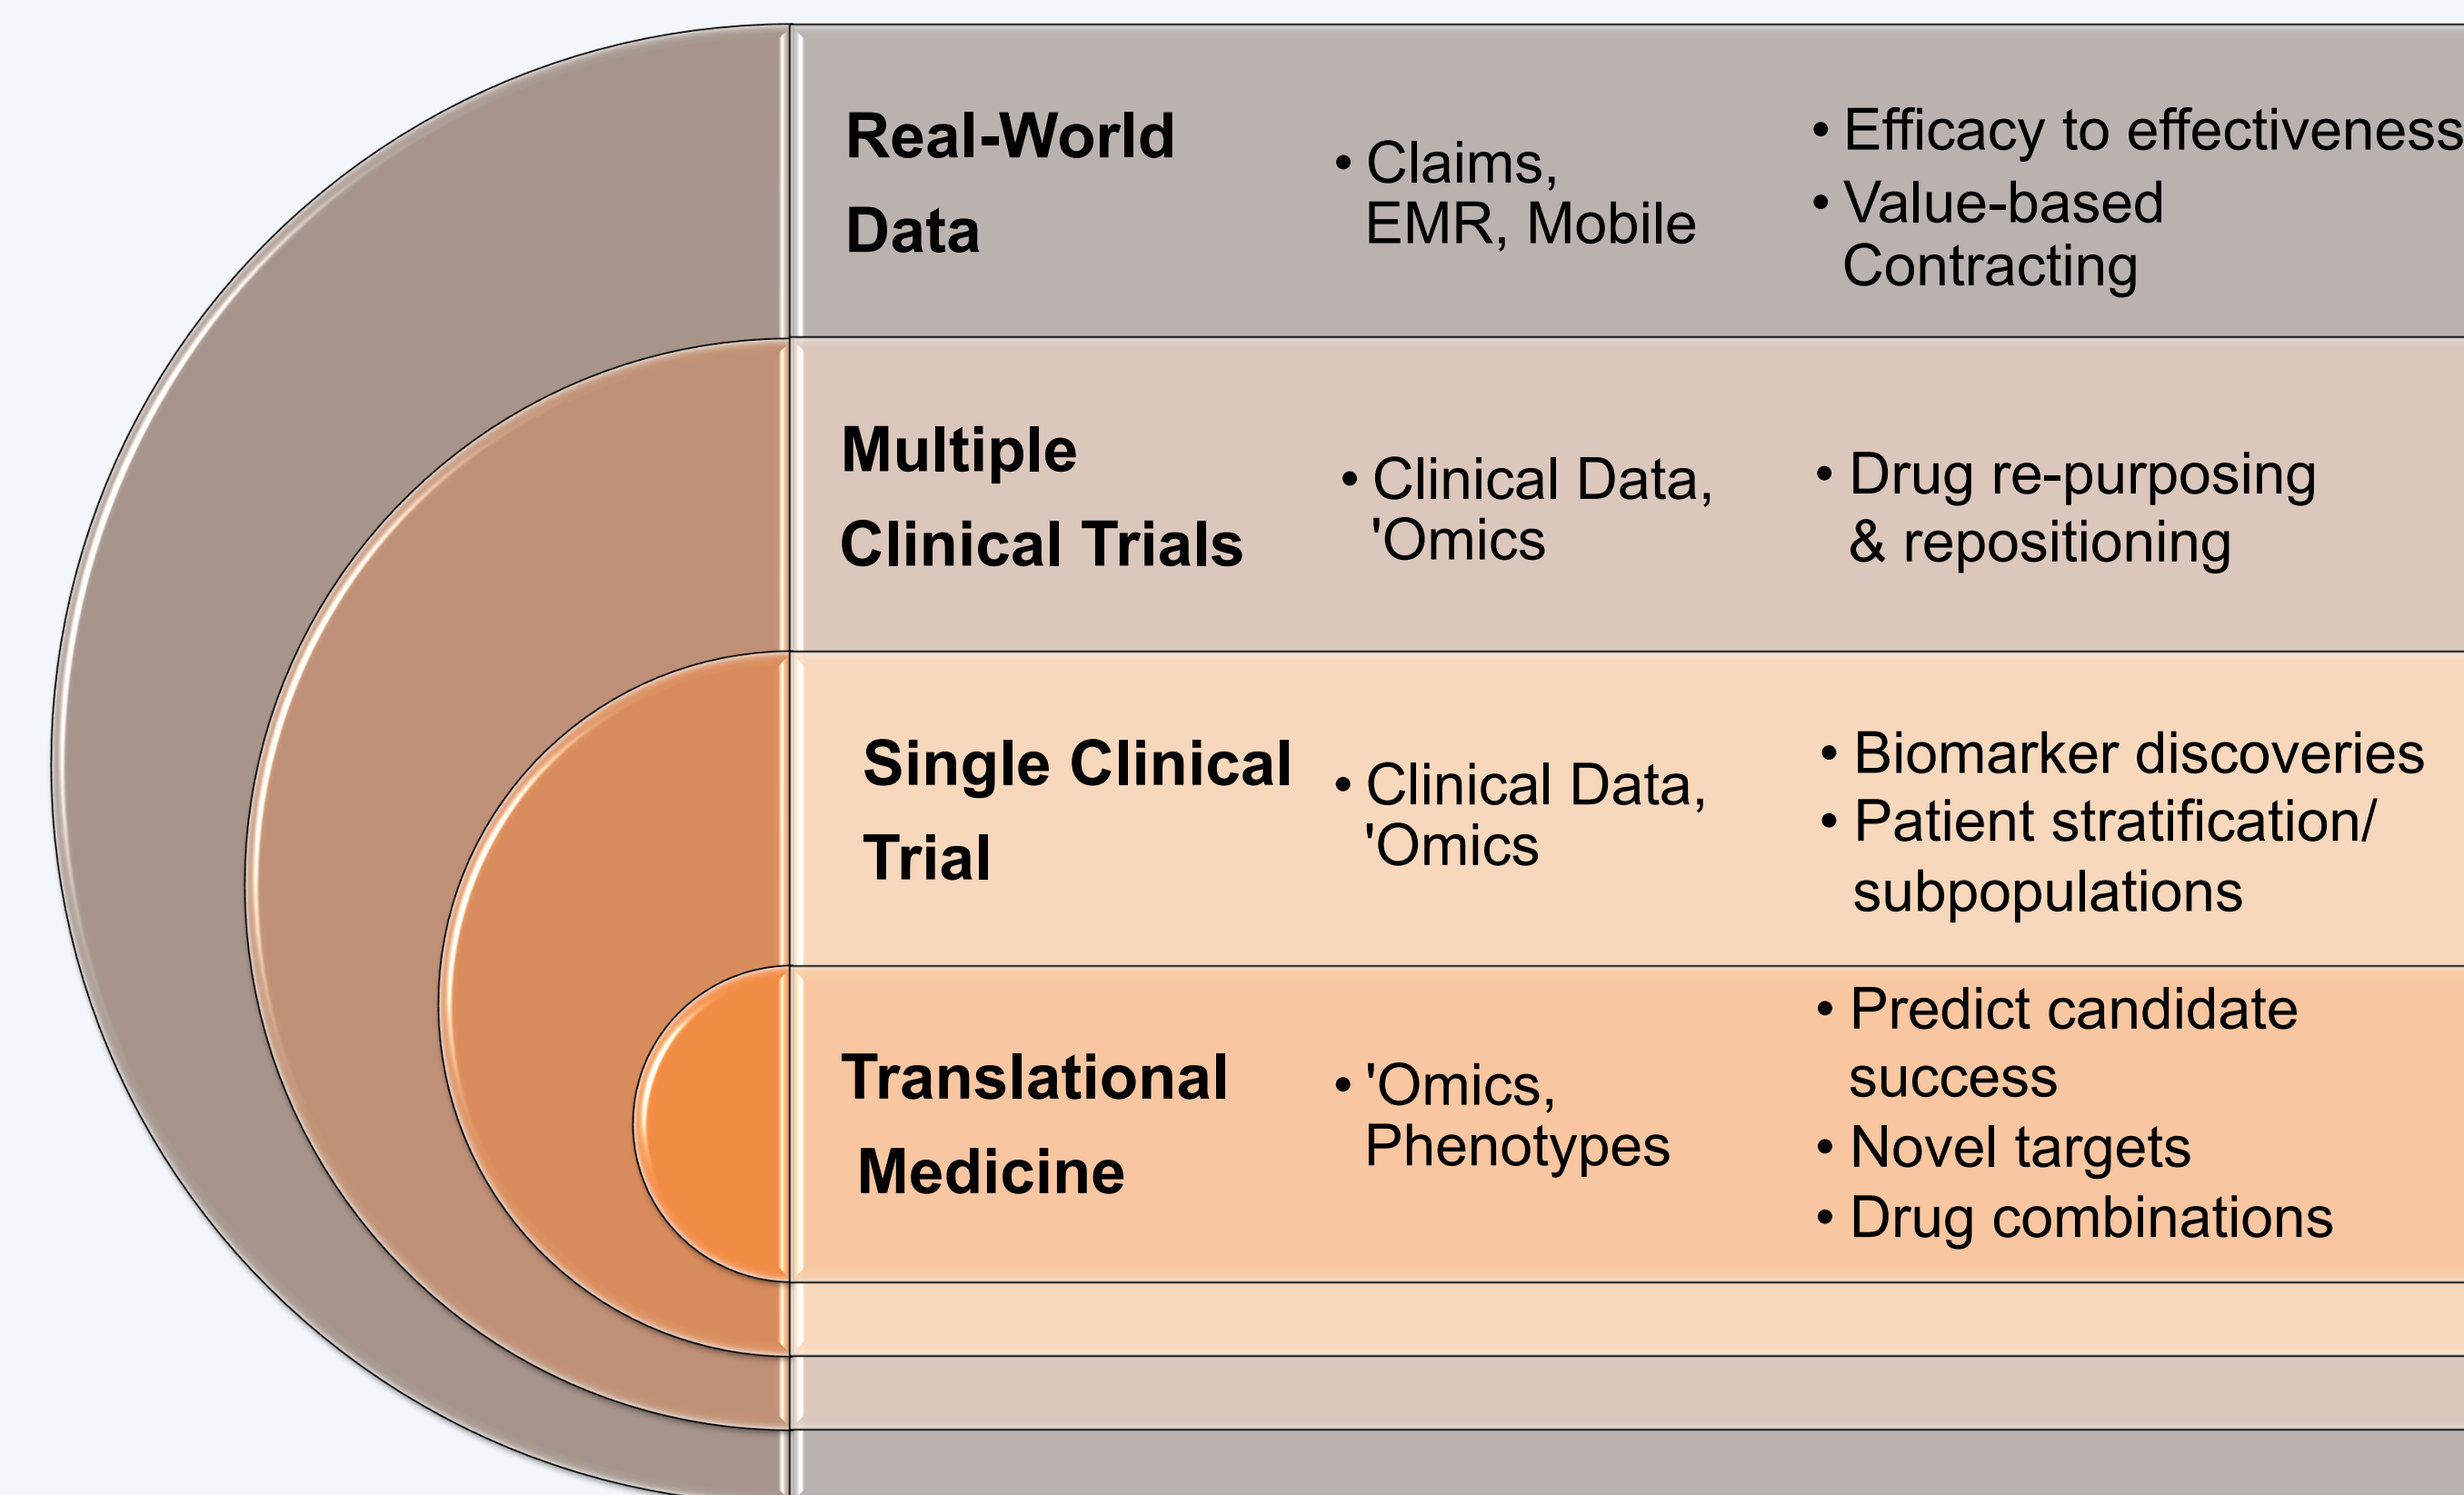 Real-World
Data
• Claims,
EMR, Mobile
• Efficacy to effectiveness
• Value-based
Contracting
Multiple
Clinical Trials
• Clinical Data,
'Omics
• Drug re-purposing
& repositioning
Single Clinical
Trial
• Clinical Data,
'Omics
• Biomarker discoveries
• Patient stratification/
subpopulations
Translational
Medicine
• 'Omics,
Phenotypes
• Predict candidate
success
• Novel targets
• Drug combinations